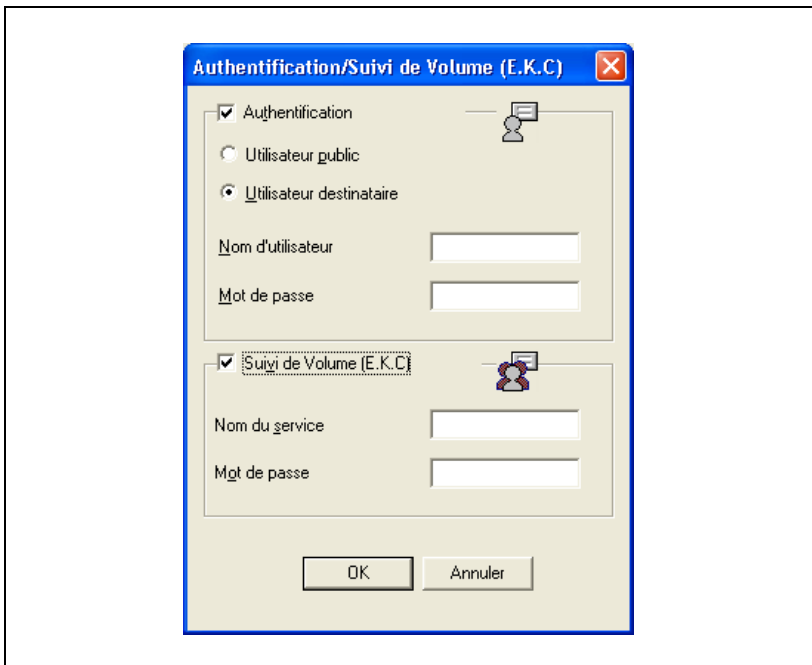 Authentification/Suivi de Volume (E.K.C)
Authentification
Utilisateur public
Utilisateur destinataire
Nom d'utilisateur
Mot de passe
Suivi de Volume (E.K.C)
Nom du service
Mot de passe
OK
Annuler